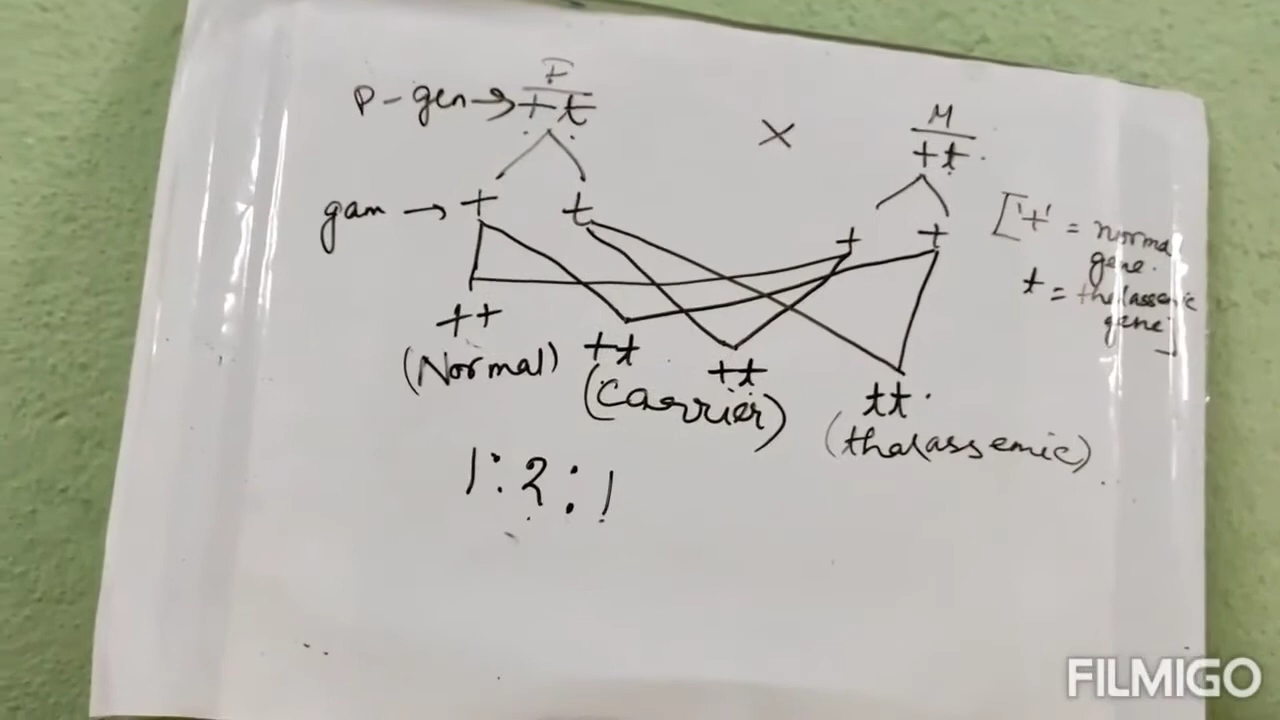 F
P-gen → +t × M
+t
gam → + t + t
['+' = normal
gene.
t = thalassemic
gene]
++ +t +t tt.
(Normal) (Carrier) (thalassemic)
1:2:1
FILMIGO